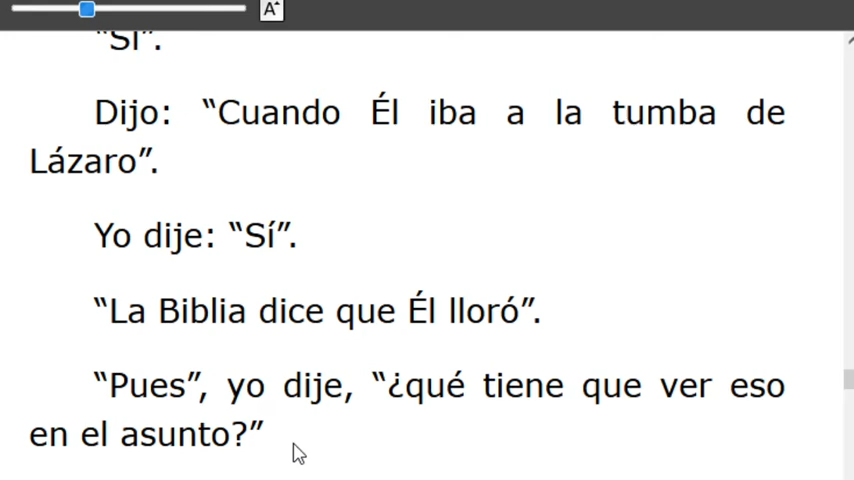 A
“Sí”.
Dijo: “Cuando Él iba a la tumba de
Lázaro”.
Yo dije: “Sí”.
“La Biblia dice que Él lloró”.
“Pues”, yo dije, “¿qué tiene que ver eso
en el asunto?”